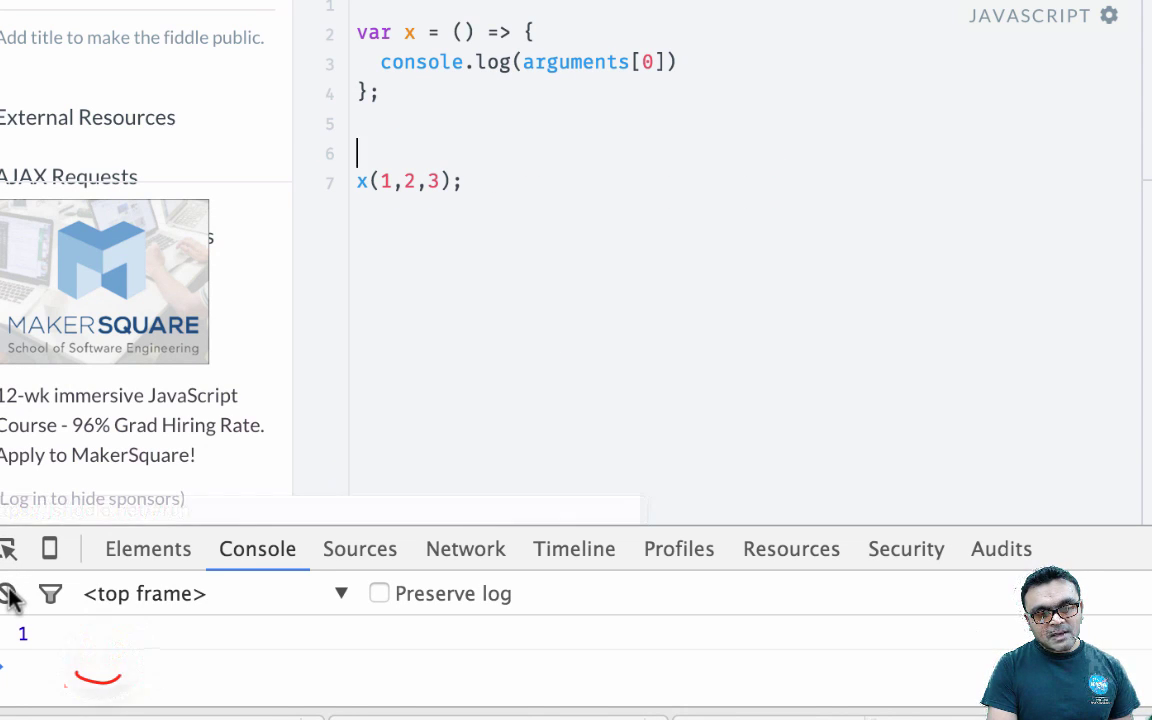 Add title to make the fiddle public.
External Resources
AJAX Requests
s
MAKERSQUARE
School of Software Engineering
12-wk immersive JavaScript
Course - 96% Grad Hiring Rate.
Apply to MakerSquare!
(Log in to hide sponsors)
JAVASCRIPT
1
2 var x = () => {
3 console.log(arguments[0])
4 };
5
6
7 x(1,2,3);
Elements Console Sources Network Timeline Profiles Resources Security Audits
<top frame> ▼ Preserve log
1